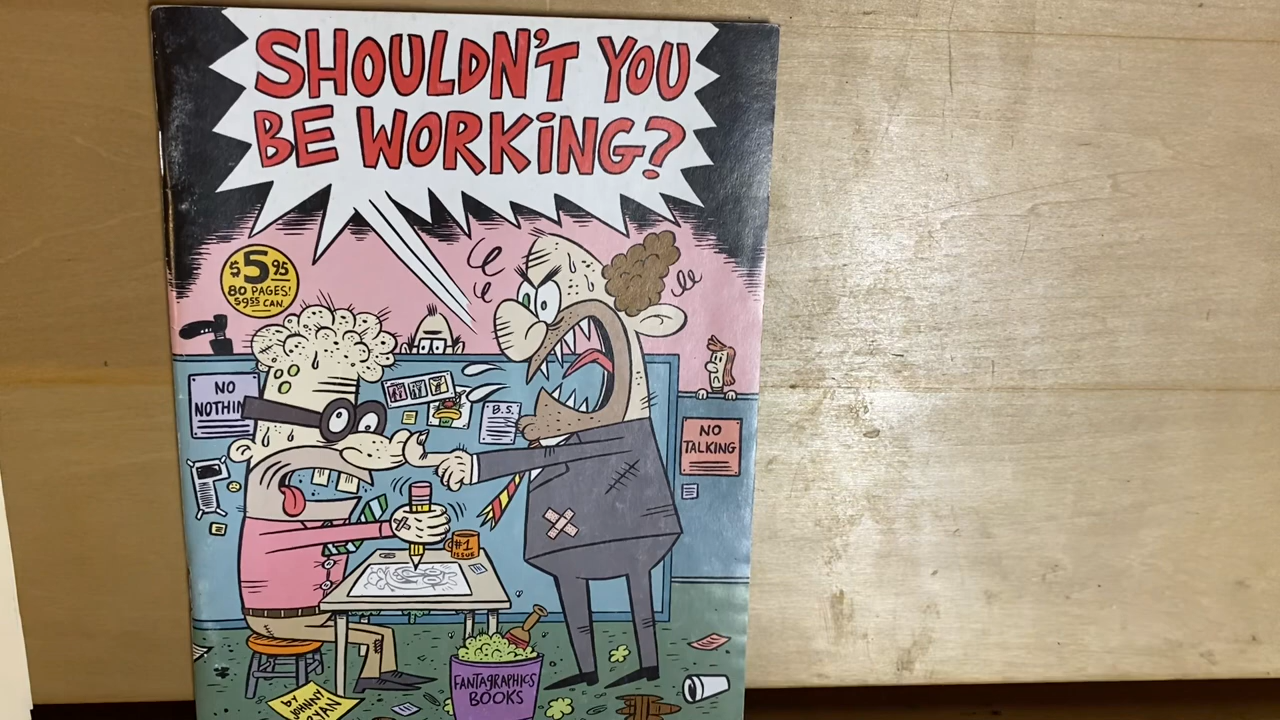 SHOULDN'T YOU
BE WORKiNG?
$5.95
80 PAGES!
$9.55 CAN.
NO
NOTHIN
B.S.
NO
TALKING
#1
ISSUE
FANTAGRAPHICS
BOOKS
by
JOHNNY
RYAN